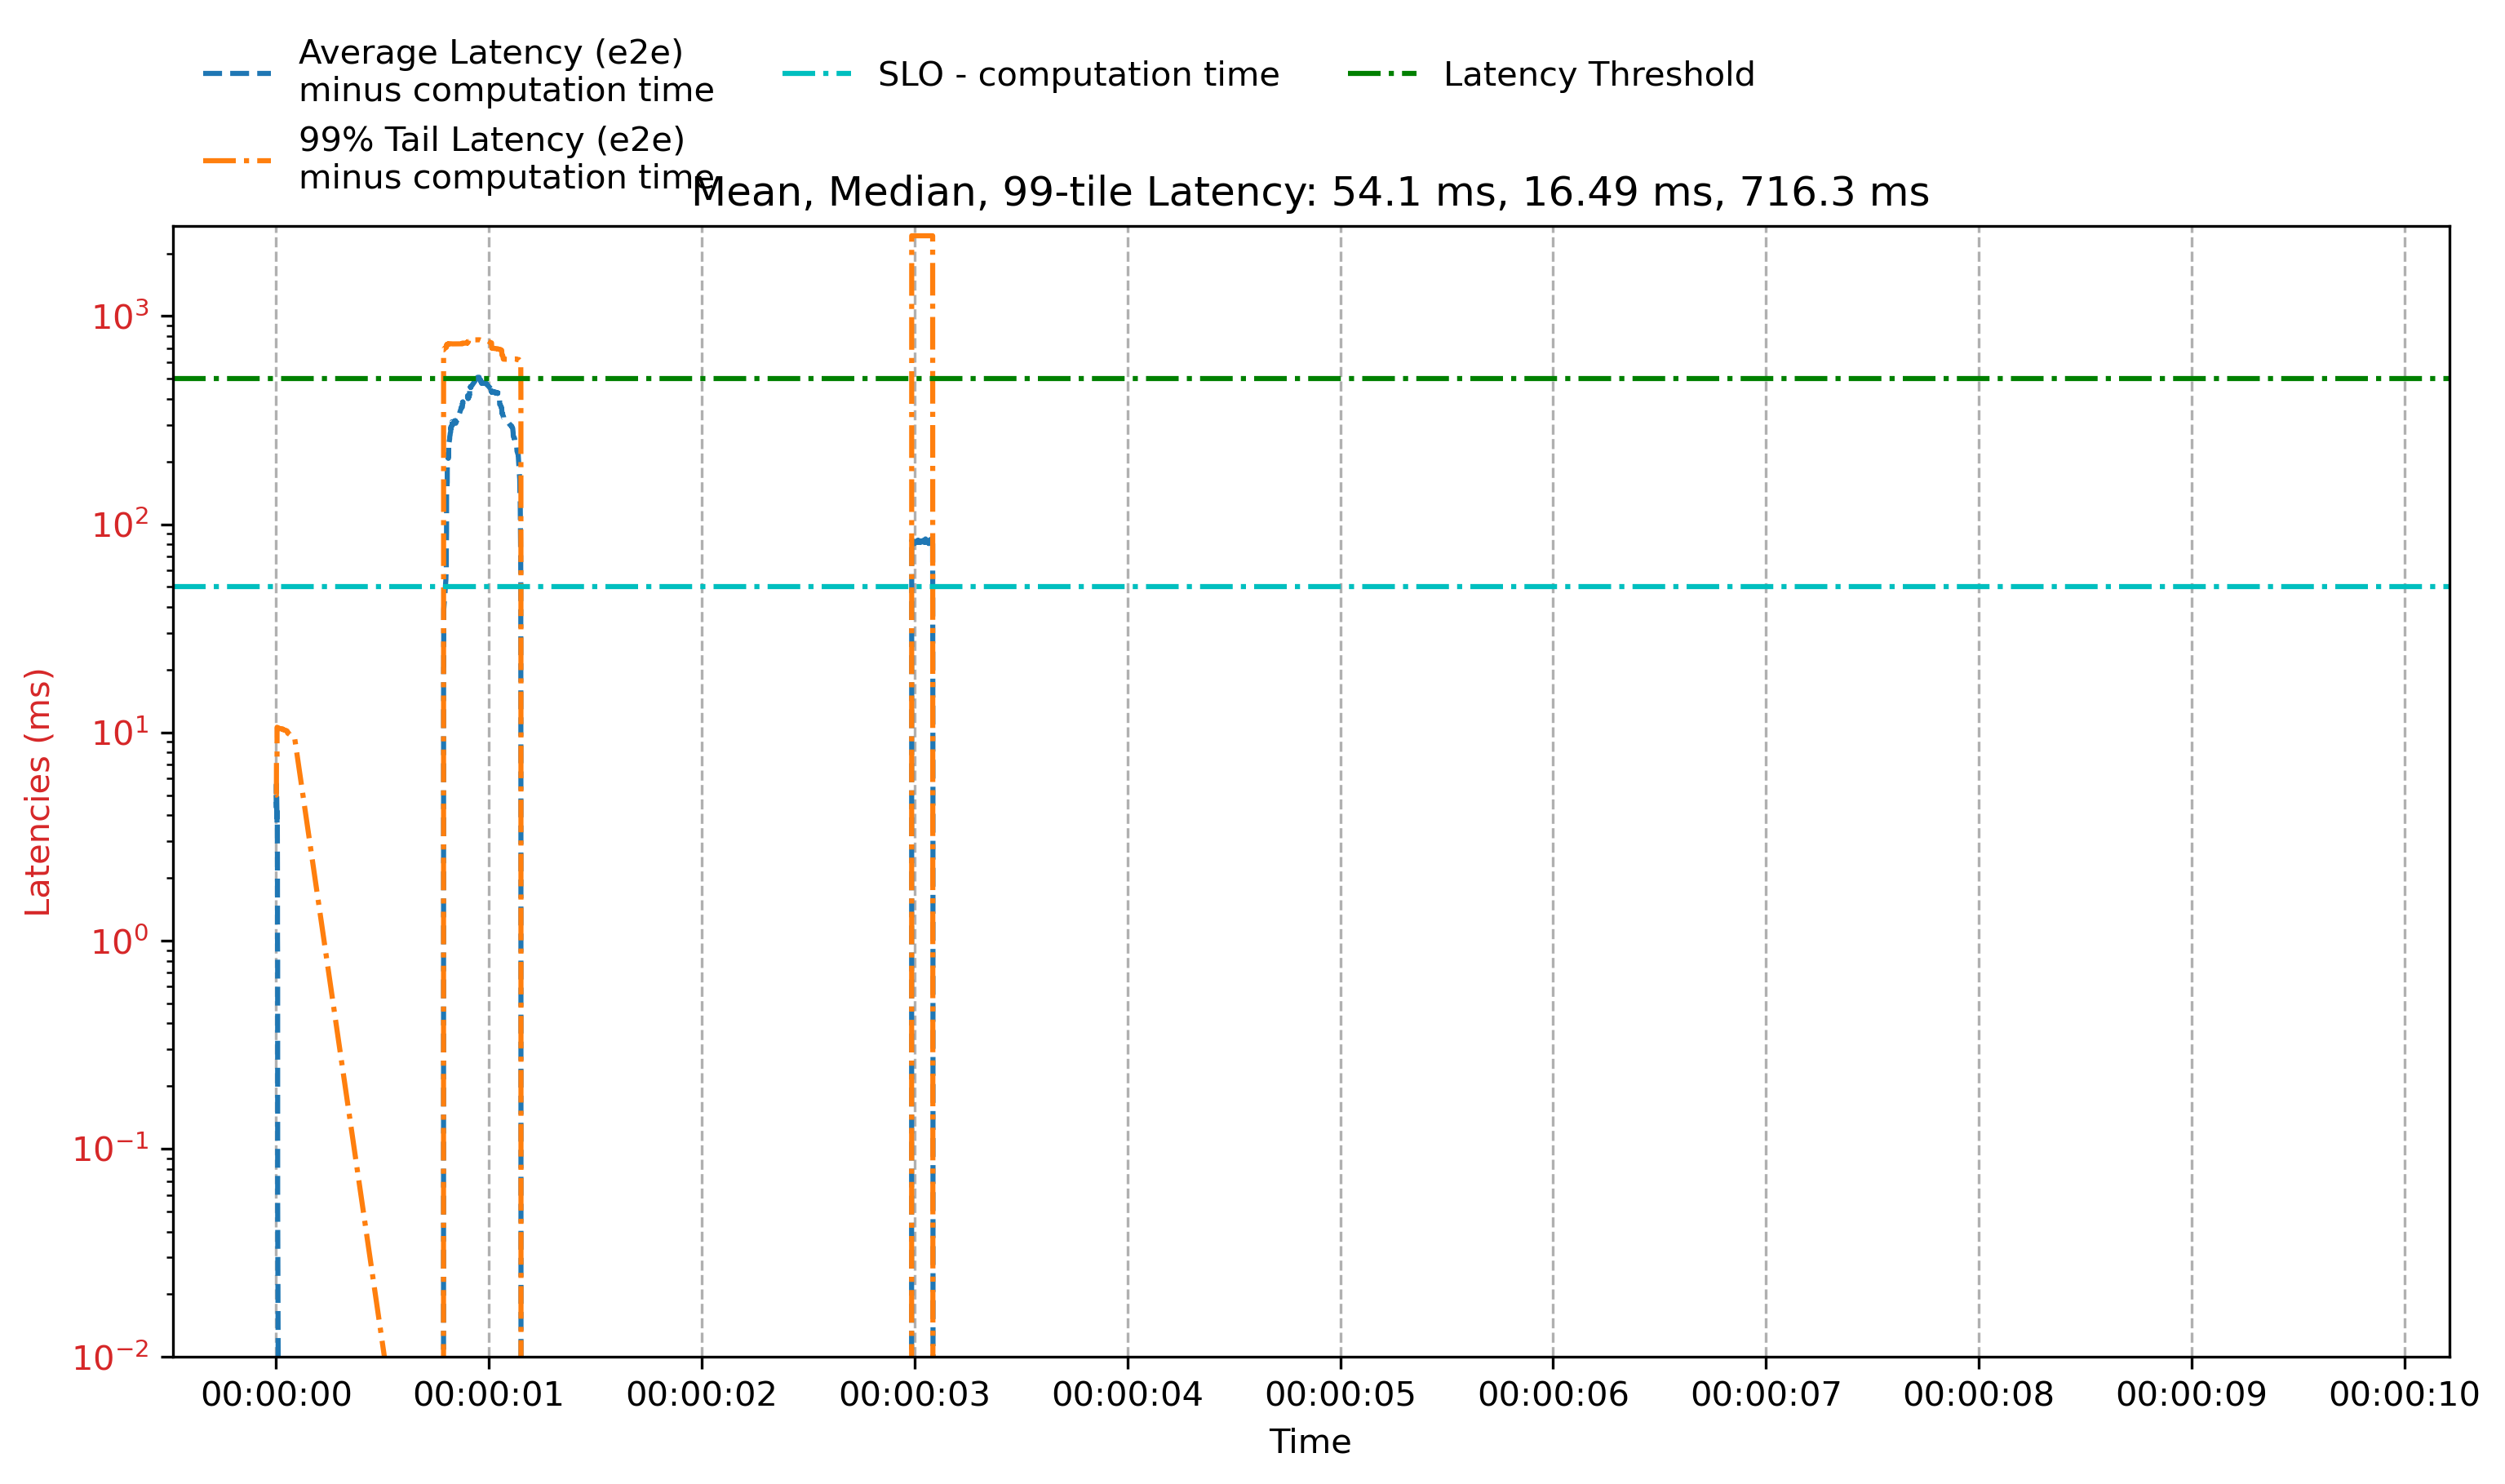 Average Latency (e2e)
minus computation time
99% Tail Latency (e2e)
minus computation time
SLO - computation time
Latency Threshold
Mean, Median, 99-tile Latency: 54.1 ms, 16.49 ms, 716.3 ms
Latencies (ms)
10³
10²
10¹
10⁰
10⁻¹
10⁻²
00:00:00
00:00:01
00:00:02
00:00:03
00:00:04
00:00:05
00:00:06
00:00:07
00:00:08
00:00:09
00:00:10
Time